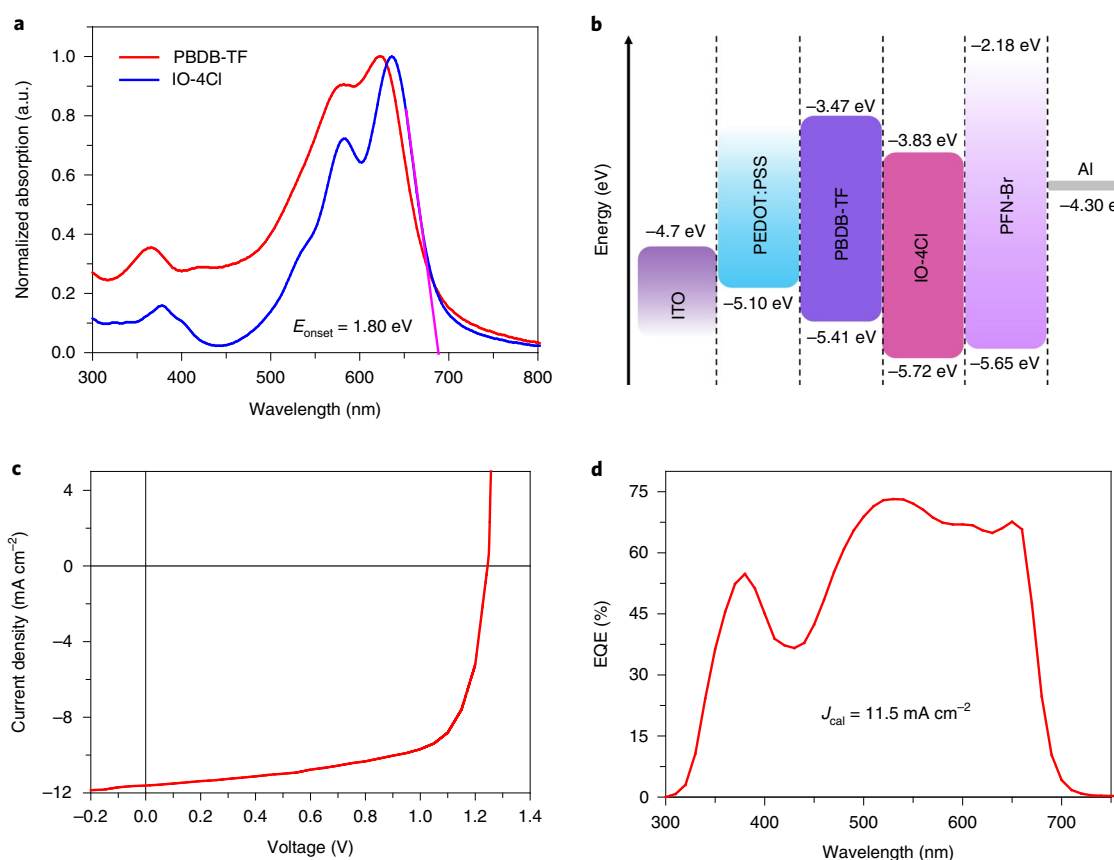 a
PBDB-TF
IO-4Cl
Normalized absorption (a.u.)
1.0
0.8
0.6
0.4
0.2
0.0
E_onset = 1.80 eV
300 400 500 600 700 800
Wavelength (nm)
b
Energy (eV)
−4.7 eV
ITO
PEDOT:PSS
−5.10 eV
−3.47 eV
PBDB-TF
−5.41 eV
−3.83 eV
IO-4Cl
−5.72 eV
−2.18 eV
PFN-Br
−5.65 eV
Al
−4.30 e
c
Current density (mA cm⁻²)
4
0
−4
−8
−12
−0.2 0.0 0.2 0.4 0.6 0.8 1.0 1.2 1.4
Voltage (V)
d
EQE (%)
75
60
45
30
15
0
J_cal = 11.5 mA cm⁻²
300 400 500 600 700
Wavelength (nm)